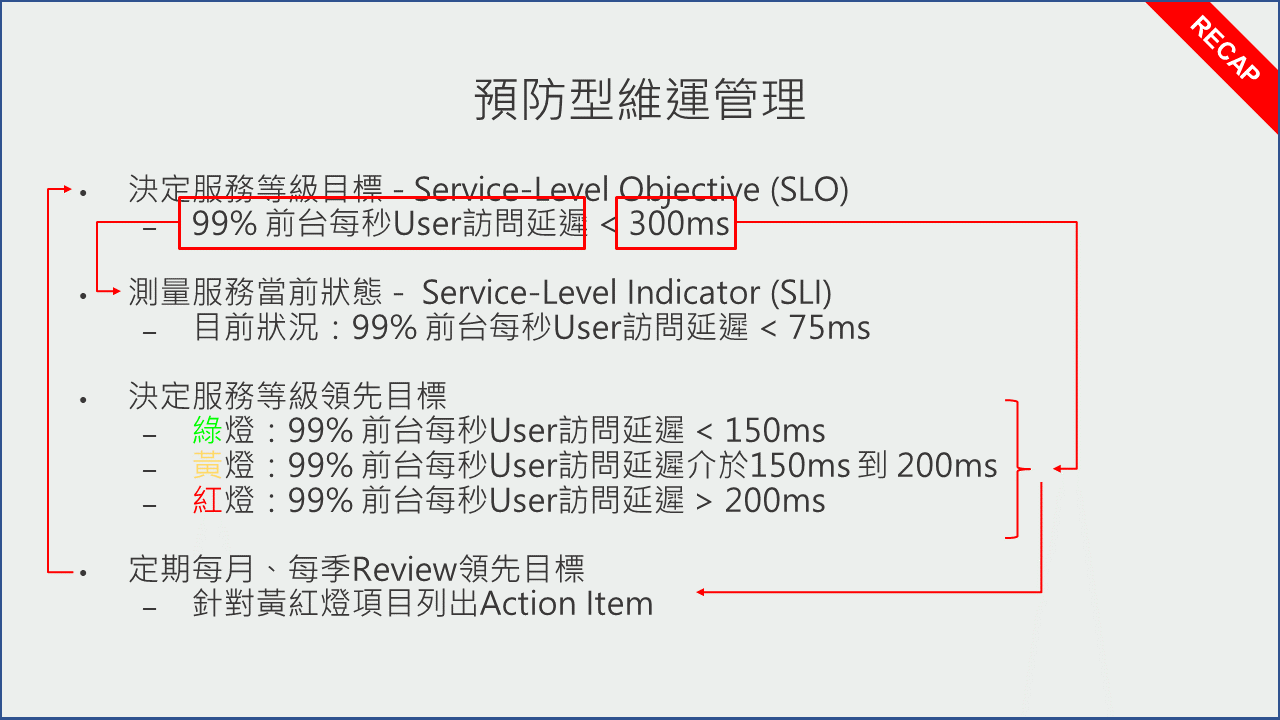 RECAP
預防型維運管理
• 決定服務等級目標 - Service-Level Objective (SLO)
– 99% 前台每秒User訪問延遲 < 300ms
• 測量服務當前狀態 - Service-Level Indicator (SLI)
– 目前狀況：99% 前台每秒User訪問延遲 < 75ms
• 決定服務等級領先目標
– 綠燈：99% 前台每秒User訪問延遲 < 150ms
– 黃燈：99% 前台每秒User訪問延遲介於150ms 到 200ms
– 紅燈：99% 前台每秒User訪問延遲 > 200ms
• 定期每月、每季Review領先目標
– 針對黃紅燈項目列出Action Item